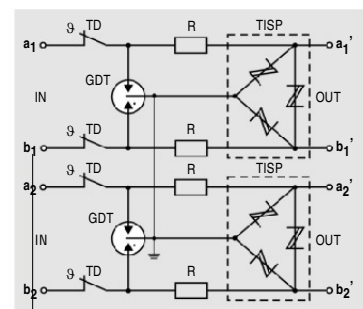 ϑ TD R TISP
a1 a1'
GDT
IN OUT
ϑ TD R
b1 b1'
ϑ TD R TISP
a2 a2'
GDT
IN OUT
ϑ TD R
b2 b2'